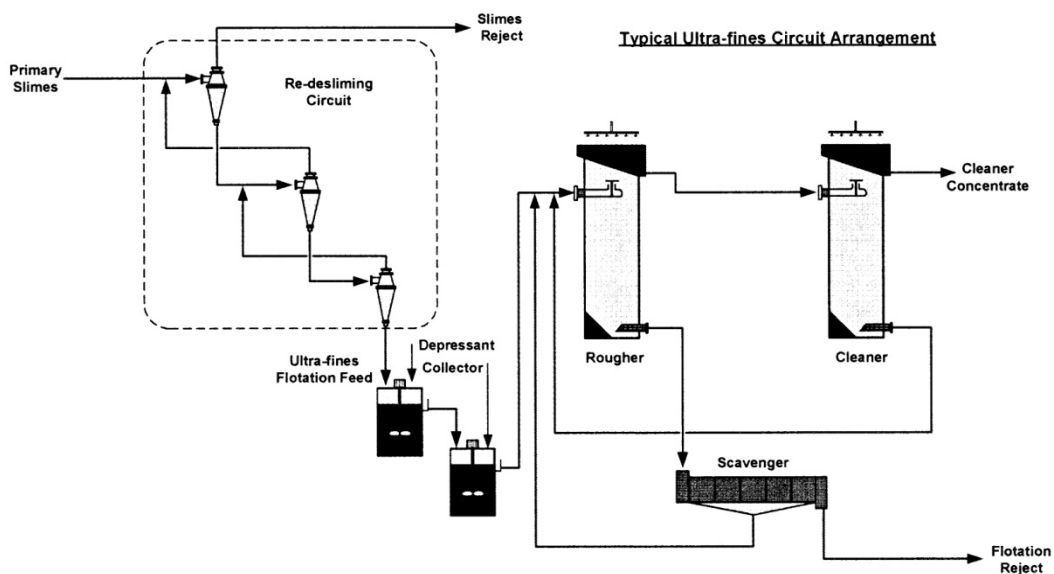 Typical Ultra-fines Circuit Arrangement
Slimes
Reject
Primary
Slimes
Re-desliming
Circuit
Cleaner
Concentrate
Rougher
Cleaner
Depressant
Collector
Ultra-fines
Flotation Feed
Scavenger
Flotation
Reject